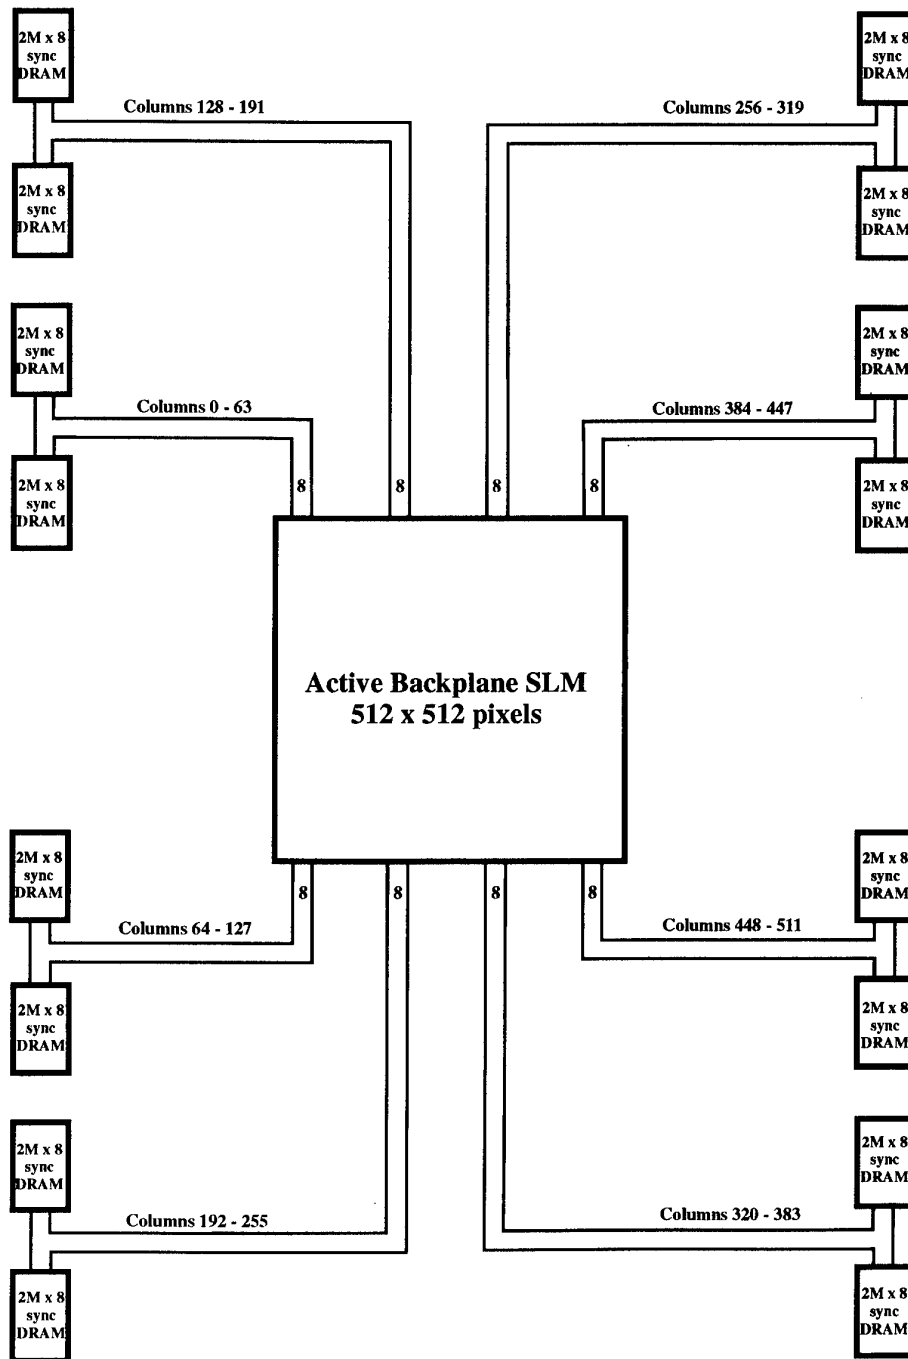 2M x 8
sync
DRAM
2M x 8
sync
DRAM
Columns 128 - 191
Columns 256 - 319
2M x 8
sync
DRAM
2M x 8
sync
DRAM
2M x 8
sync
DRAM
2M x 8
sync
DRAM
Columns 0 - 63
Columns 384 - 447
2M x 8
sync
DRAM
2M x 8
sync
DRAM
8
8
8
8
Active Backplane SLM
512 x 512 pixels
2M x 8
sync
DRAM
2M x 8
sync
DRAM
8
8
8
8
Columns 64 - 127
Columns 448 - 511
2M x 8
sync
DRAM
2M x 8
sync
DRAM
2M x 8
sync
DRAM
2M x 8
sync
DRAM
Columns 192 - 255
Columns 320 - 383
2M x 8
sync
DRAM
2M x 8
sync
DRAM